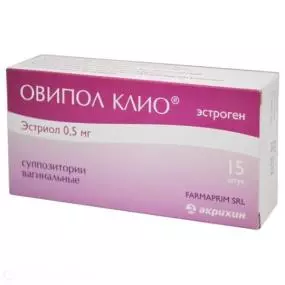 ОВИПОЛ КЛИО®
эстроген
Эстриол 0,5 мг
суппозитории
вагинальные
15
штук
FARMAPRIM SRL
акрихин